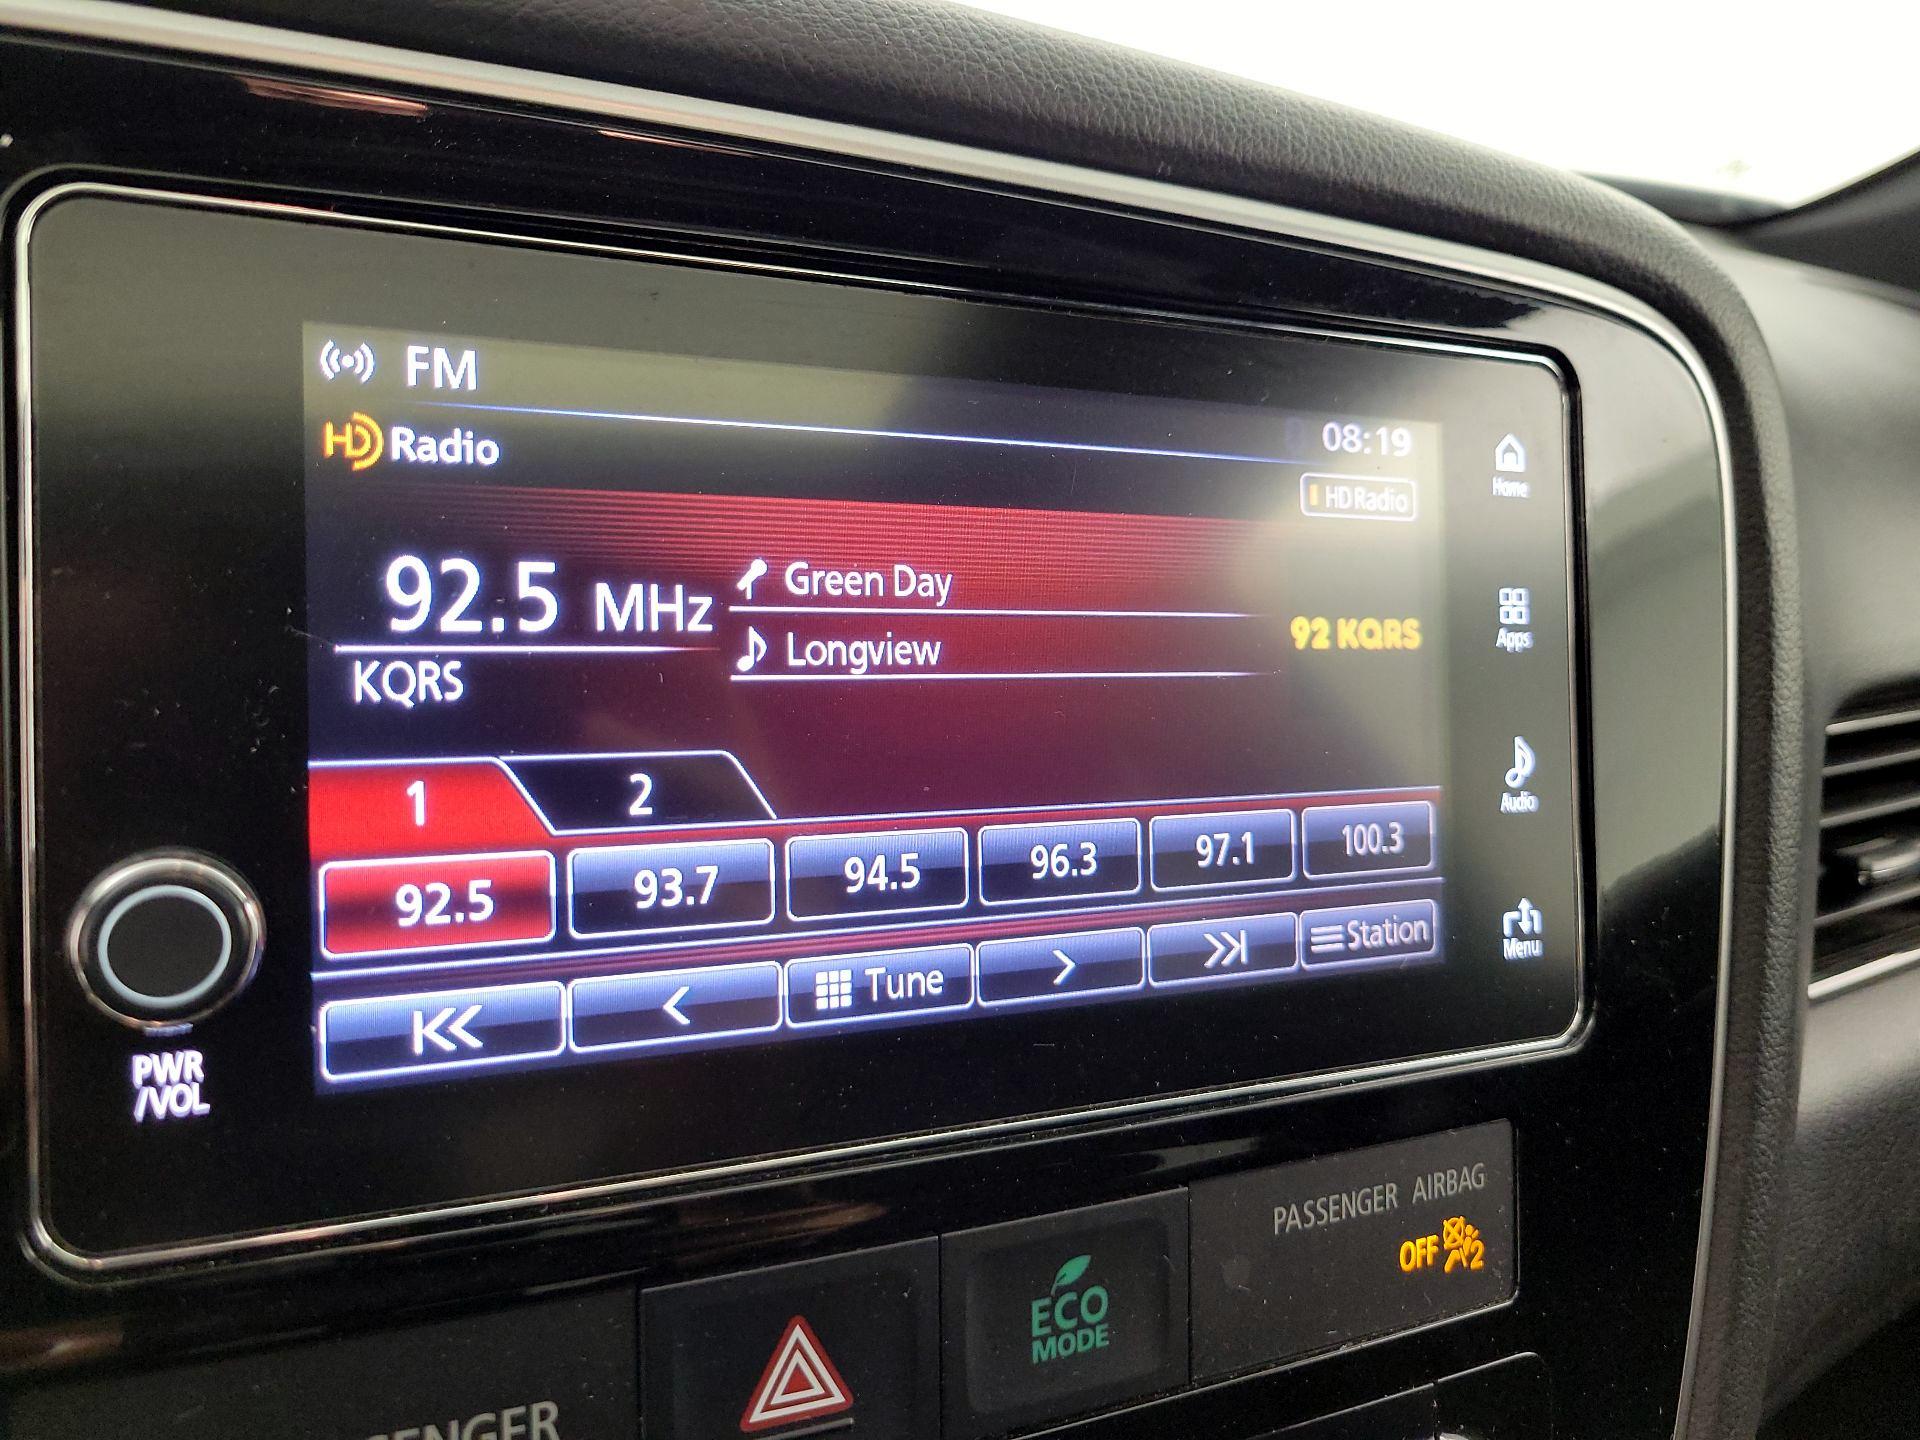 FM
HD Radio
08:19
HD Radio
92.5 MHz
KQRS
Green Day
Longview
92 KQRS
1
2
92.5
93.7
94.5
96.3
97.1
100.3
Tune
Station
Home
Apps
Audio
Menu
PWR
/VOL
PASSENGER AIRBAG
OFF 2
ECO
MODE